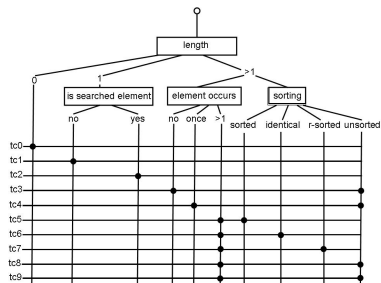 length
0
1
>1
is searched element
element occurs
sorting
no
yes
no once >1
sorted identical r-sorted unsorted
tc0
tc1
tc2
tc3
tc4
tc5
tc6
tc7
tc8
tc9